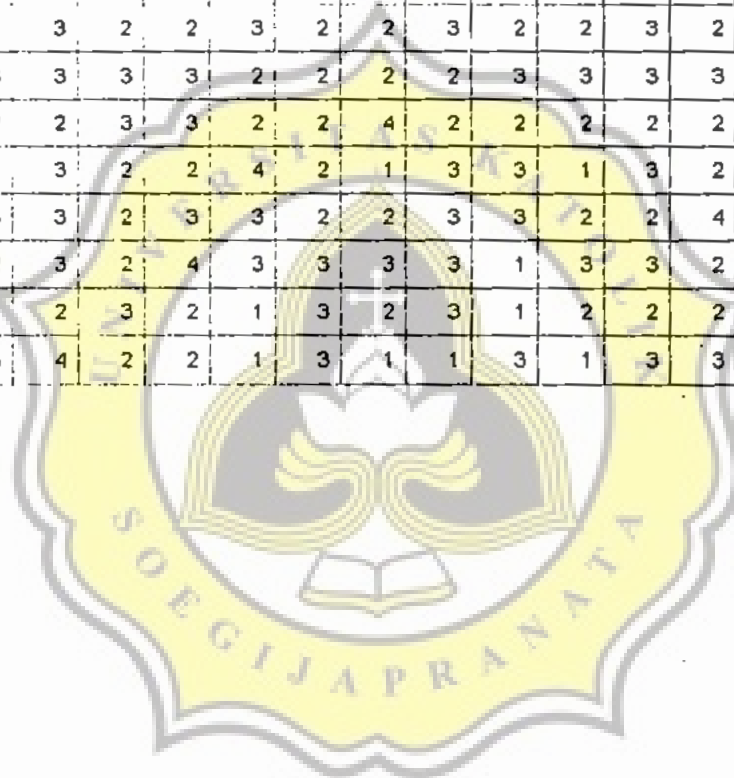 3 2 2 3 2 2 3 2 2 3 2
3 3 3 2 2 2 2 3 3 3 3
2 3 3 2 2 4 2 2 2 2 2
3 2 2 4 2 1 3 3 1 3 2
3 2 3 3 2 2 3 3 2 2 4
3 2 4 3 3 3 3 1 3 3 2
2 3 2 1 3 2 3 1 2 2 2
4 2 2 1 3 1 1 3 1 3 3
UNIVERSITAS KATOLIK
SOEGIJAPRANATA